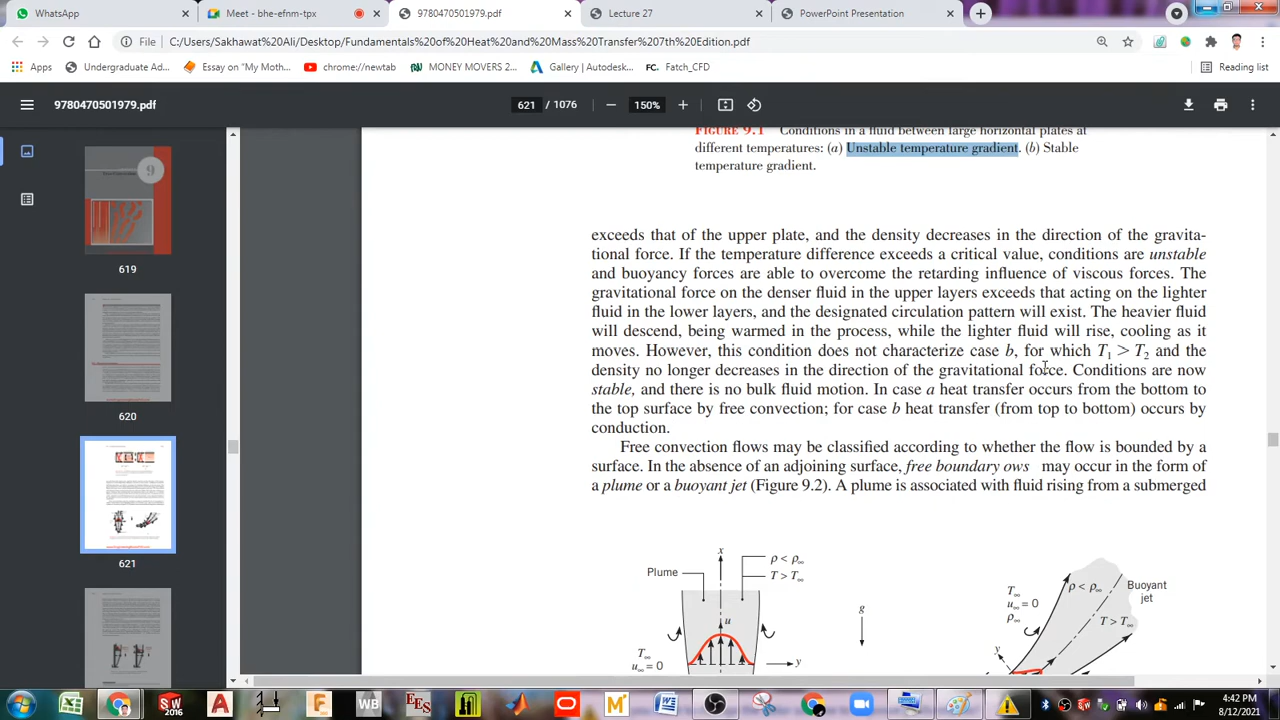 WhatsApp
Meet - bhe-efnm-tpx
9780470501979.pdf
Lecture 27
PowerPoint Presentation
File
C:/Users/Sakhawat%20Ali/Desktop/Fundamentals%20of%20Heat%20and%20Mass%20Transfer%207th%20Edition.pdf
Apps
Undergraduate Ad...
Essay on "My Moth...
chrome://newtab
MONEY MOVERS 2...
Gallery | Autodesk...
FC. Fatch_CFD
Reading list
9780470501979.pdf
621 / 1076
150%
9
619
620
621
FIGURE 9.1 Conditions in a fluid between large horizontal plates at
different temperatures: (a) Unstable temperature gradient. (b) Stable
temperature gradient.
exceeds that of the upper plate, and the density decreases in the direction of the gravita-
tional force. If the temperature difference exceeds a critical value, conditions are unstable
and buoyancy forces are able to overcome the retarding influence of viscous forces. The
gravitational force on the denser fluid in the upper layers exceeds that acting on the lighter
fluid in the lower layers, and the designated circulation pattern will exist. The heavier fluid
will descend, being warmed in the process, while the lighter fluid will rise, cooling as it
moves. However, this condition does not characterize case b, for which T₁ > T₂ and the
density no longer decreases in the direction of the gravitational force. Conditions are now
stable, and there is no bulk fluid motion. In case a heat transfer occurs from the bottom to
the top surface by free convection; for case b heat transfer (from top to bottom) occurs by
conduction.
Free convection flows may be classified according to whether the flow is bounded by a
surface. In the absence of an adjoining surface, free boundary ows may occur in the form of
a plume or a buoyant jet (Figure 9.2). A plume is associated with fluid rising from a submerged
x
ρ < ρ∞
T > T∞
Plume
u
g
T∞
u∞ = 0
y
T∞
u∞ = 0
ρ∞
ρ < ρ∞
Buoyant
jet
T > T∞
y
2016
WB
EES
4:42 PM
8/12/2021